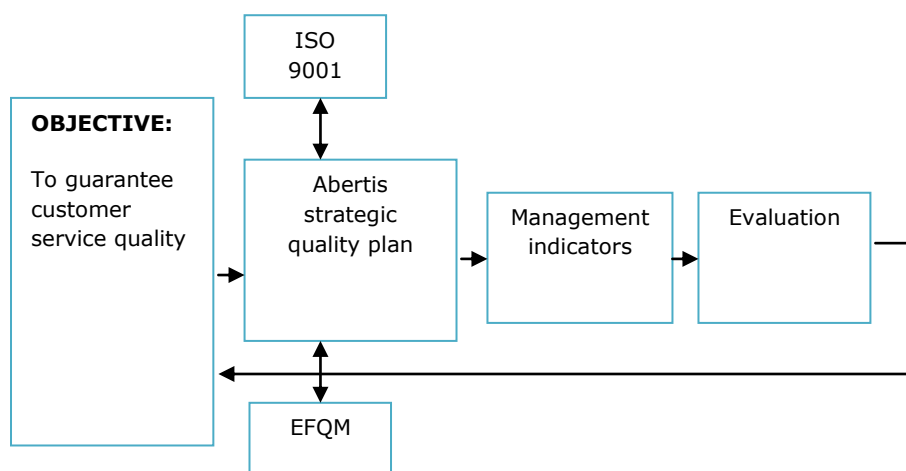 ISO
9001
OBJECTIVE:
To guarantee
customer
service quality
Abertis
strategic
quality plan
Management
indicators
Evaluation
EFQM